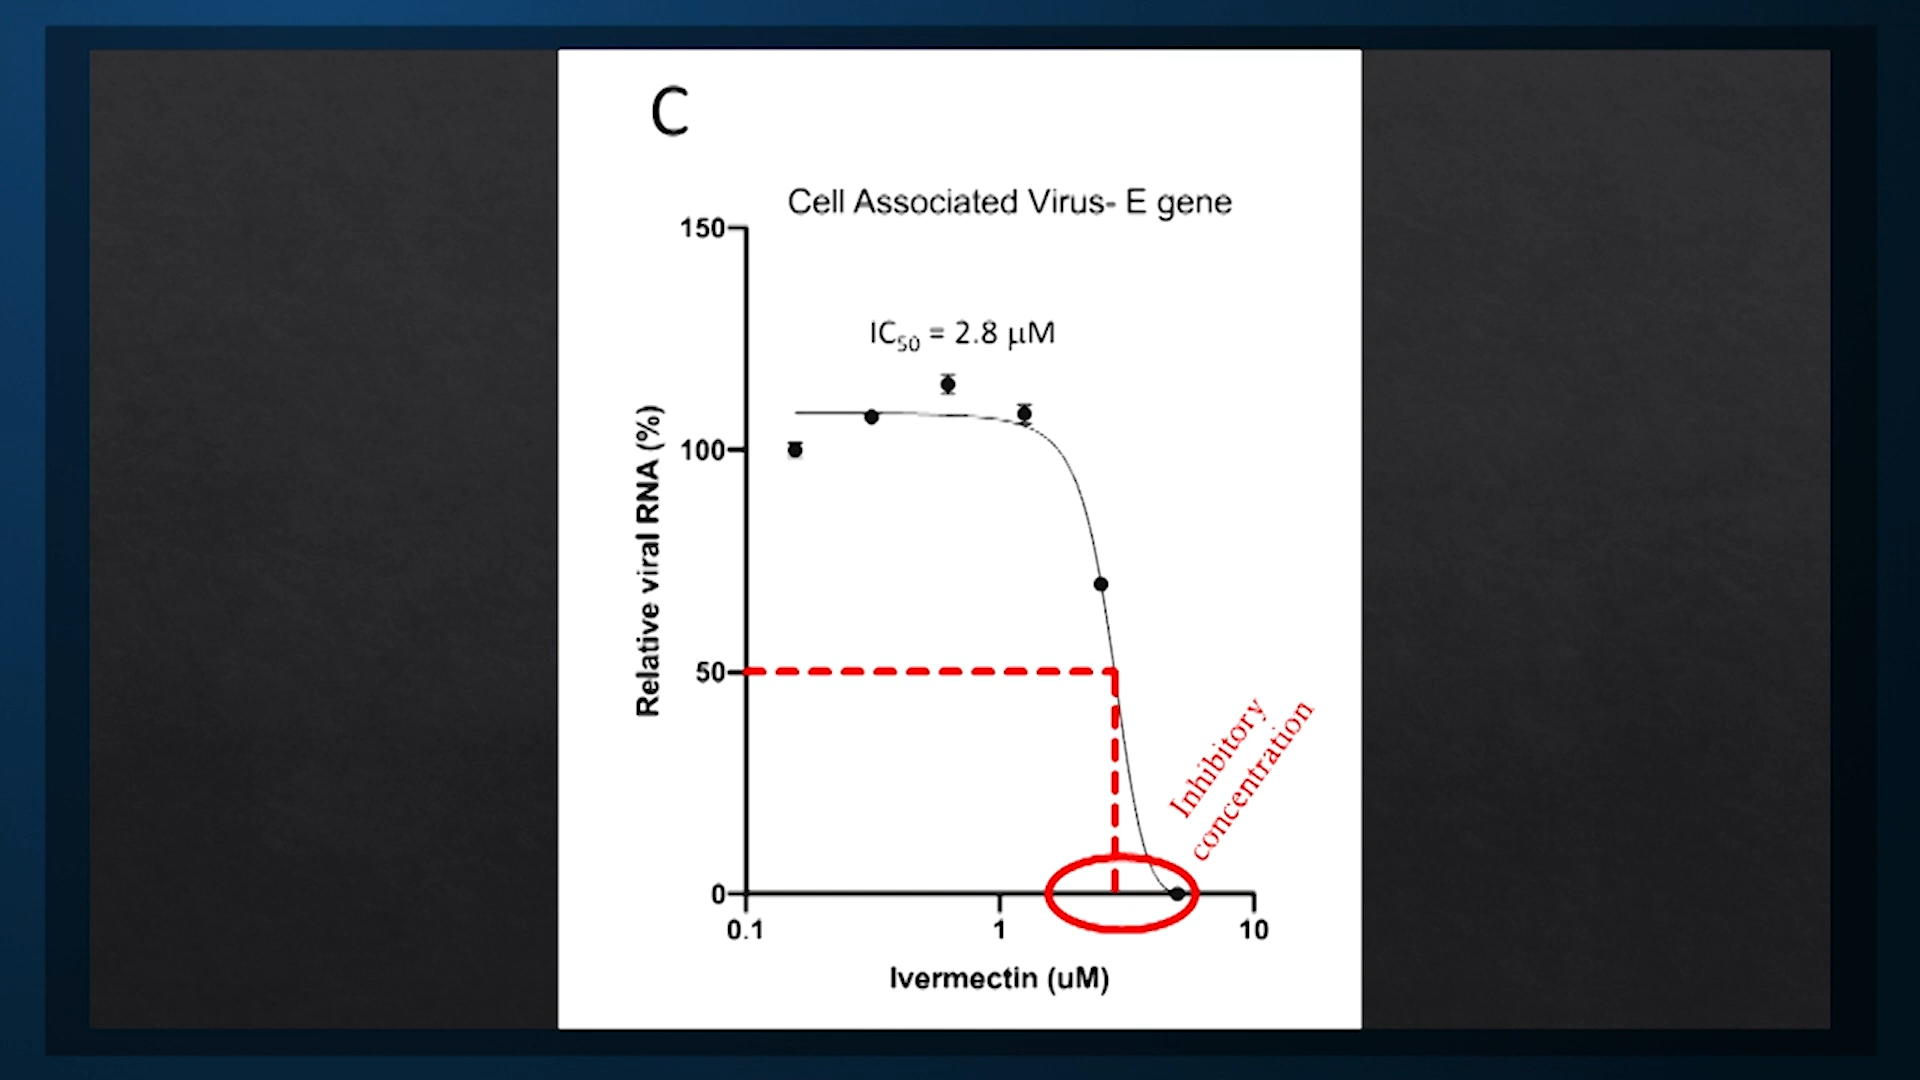 C
Cell Associated Virus- E gene
150
IC50 = 2.8 μM
100
50
0
Relative viral RNA (%)
Inhibitory
concentration
0.1
1
10
Ivermectin (uM)